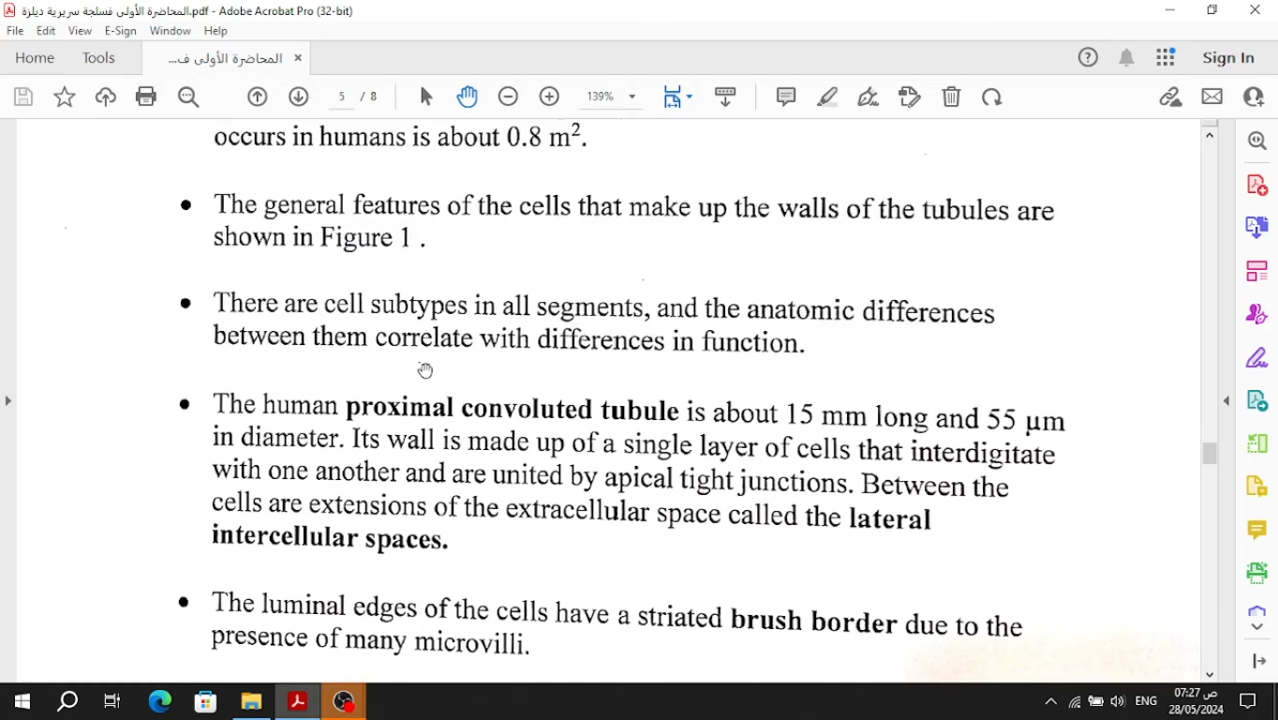 المحاضرة الأولى فسلجة سريرية ديلزة.pdf - Adobe Acrobat Pro (32-bit)
File Edit View E-Sign Window Help
Home Tools المحاضرة الأولى ف... × Sign In
5 / 8 139%
occurs in humans is about 0.8 m².
• The general features of the cells that make up the walls of the tubules are
shown in Figure 1 .
• There are cell subtypes in all segments, and the anatomic differences
between them correlate with differences in function.
• The human proximal convoluted tubule is about 15 mm long and 55 µm
in diameter. Its wall is made up of a single layer of cells that interdigitate
with one another and are united by apical tight junctions. Between the
cells are extensions of the extracellular space called the lateral
intercellular spaces.
• The luminal edges of the cells have a striated brush border due to the
presence of many microvilli.
ENG 07:27 ص
28/05/2024